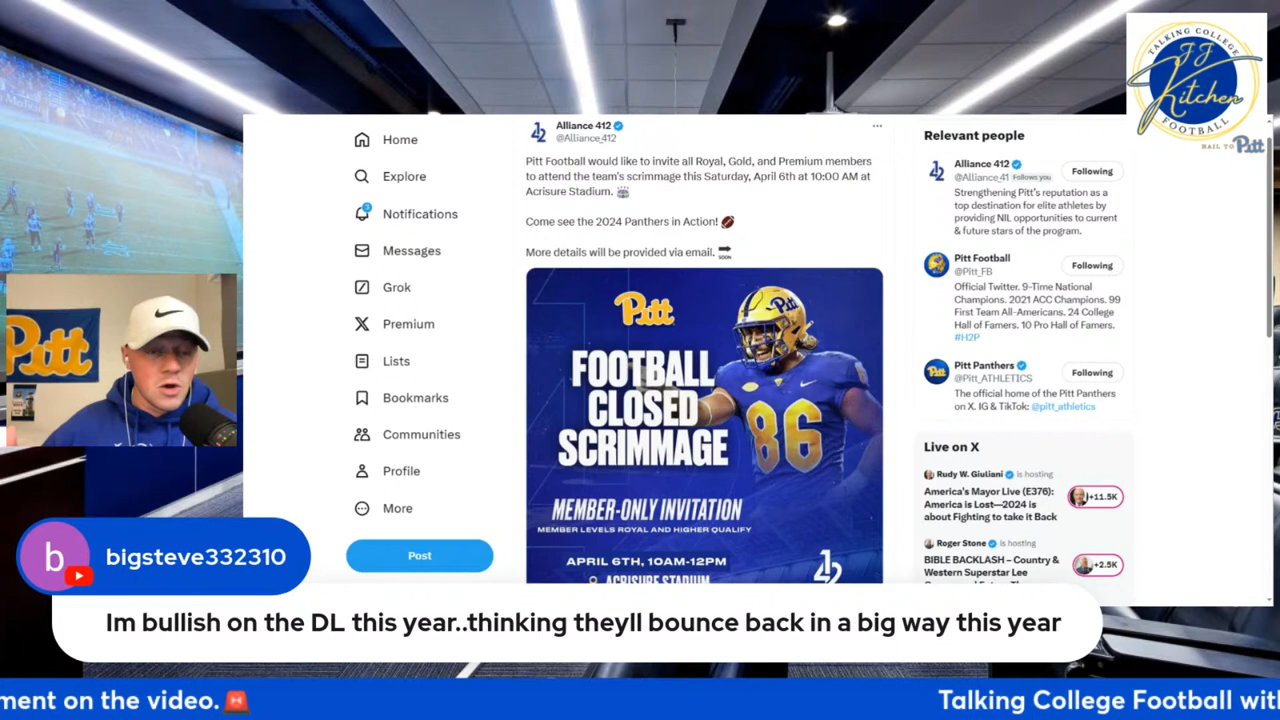 TALKING COLLEGE
JJ
Kitchen
FOOTBALL
HAIL TO Pitt
Home
Explore
3
Notifications
Messages
Grok
Premium
Lists
Bookmarks
Communities
Profile
More
Post
412
Alliance 412
@Alliance_412
Pitt Football would like to invite all Royal, Gold, and Premium members
to attend the team's scrimmage this Saturday, April 6th at 10:00 AM at
Acrisure Stadium. 🏟️
Come see the 2024 Panthers in Action! 🏈
More details will be provided via email. 🔜
Pitt
FOOTBALL
CLOSED
SCRIMMAGE
MEMBER-ONLY INVITATION
MEMBER LEVELS ROYAL AND HIGHER QUALIFY
APRIL 6TH, 10AM-12PM
ACRISURE STADIUM
412
Pitt
86
Relevant people
Alliance 412
@Alliance_41 Follows you
Following
Strengthening Pitt's reputation as a
top destination for elite athletes by
providing NIL opportunities to current
& future stars of the program.
Pitt Football
@Pitt_FB
Following
Official Twitter. 9-Time National
Champions. 2021 ACC Champions. 99
First Team All-Americans. 24 College
Hall of Famers. 10 Pro Hall of Famers.
#H2P
Pitt Panthers
@Pitt_ATHLETICS
Following
The official home of the Pitt Panthers
on X. IG & TikTok: @pitt_athletics
Live on X
Rudy W. Giuliani is hosting
America's Mayor Live (E376):
America is Lost—2024 is
about Fighting to take it Back
+11.5K
Roger Stone is hosting
BIBLE BACKLASH – Country &
Western Superstar Lee
+2.5K
Pitt
b
bigsteve332310
Im bullish on the DL this year..thinking theyll bounce back in a big way this year
ment on the video.🚨
Talking College Football with